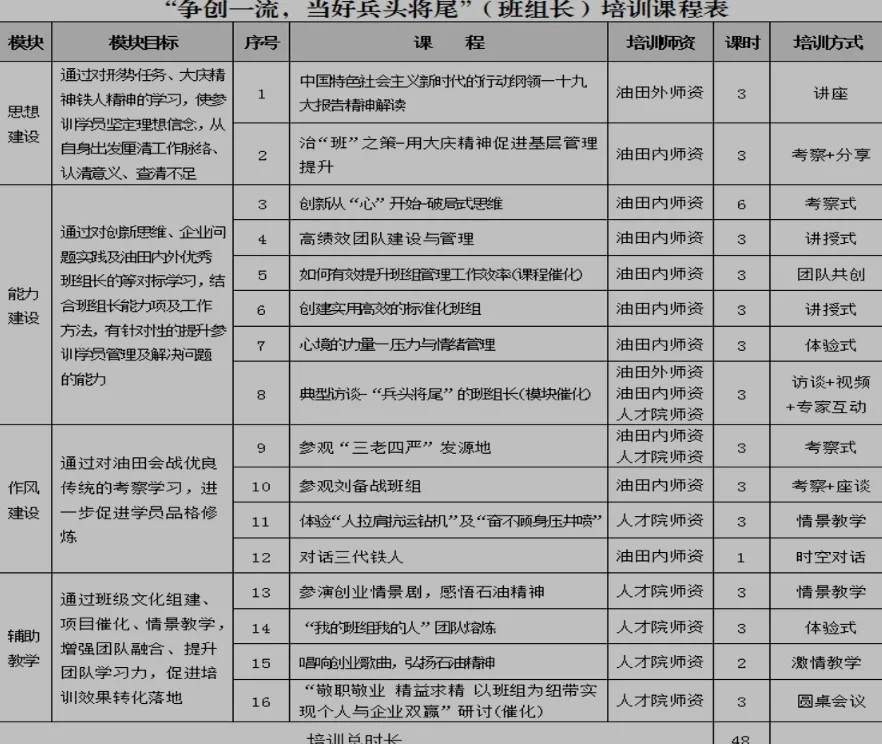 “争创一流，当好兵头将尾”（班组长）培训课程表
模块 模块目标 序号 课 程 培训师资 课时 培训方式
思想
建设
通过对形势任务、大庆精
神铁人精神的学习，使参
训学员坚定理想信念，从
自身出发厘清工作脉络、
认清意义、查清不足
1 中国特色社会主义新时代的行动纲领一十九
大报告精神解读 油田外师资 3 讲座
2 治“班”之策-用大庆精神促进基层管理
提升 油田内师资 3 考察+分享
能力
建设
通过对创新思维、企业问
题实践及油田内外优秀
班组长的等对标学习，结
合班组长能力项及工作
方法，有针对性的提升参
训学员管理及解决问题
的能力
3 创新从“心”开始-破局式思维 油田内师资 6 考察式
4 高绩效团队建设与管理 油田内师资 3 讲授式
5 如何有效提升班组管理工作效率(课程催化) 油田内师资 3 团队共创
6 创建实用高效的标准化班组 油田内师资 3 讲授式
7 心境的力量—压力与情绪管理 油田内师资 3 体验式
8 典型访谈-“兵头将尾”的班组长(模块催化)
油田外师资
油田内师资
人才院师资
3
访谈+视频
+专家互动
作风
建设
通过对油田会战优良
传统的考察学习，进
一步促进学员品格修
炼
9 参观“三老四严”发源地
油田内师资
人才院师资
3 考察式
10 参观刘备战班组 油田内师资 3 考察+座谈
11 体验“人拉肩扛运钻机”及“奋不顾身压井喷” 人才院师资 3 情景教学
12 对话三代铁人 油田内师资 1 时空对话
辅助
教学
通过班级文化组建、
项目催化、情景教学，
增强团队融合、提升
团队学习力，促进培
训效果转化落地
13 参演创业情景剧，感悟石油精神 人才院师资 3 情景教学
14 “我的班组我的人”团队熔炼 人才院师资 3 体验式
15 唱响创业歌曲，弘扬石油精神 人才院师资 2 激情教学
16 “敬职敬业 精益求精 以班组为纽带实
现个人与企业双赢”研讨(催化) 人才院师资 3 圆桌会议
培训总时长 48